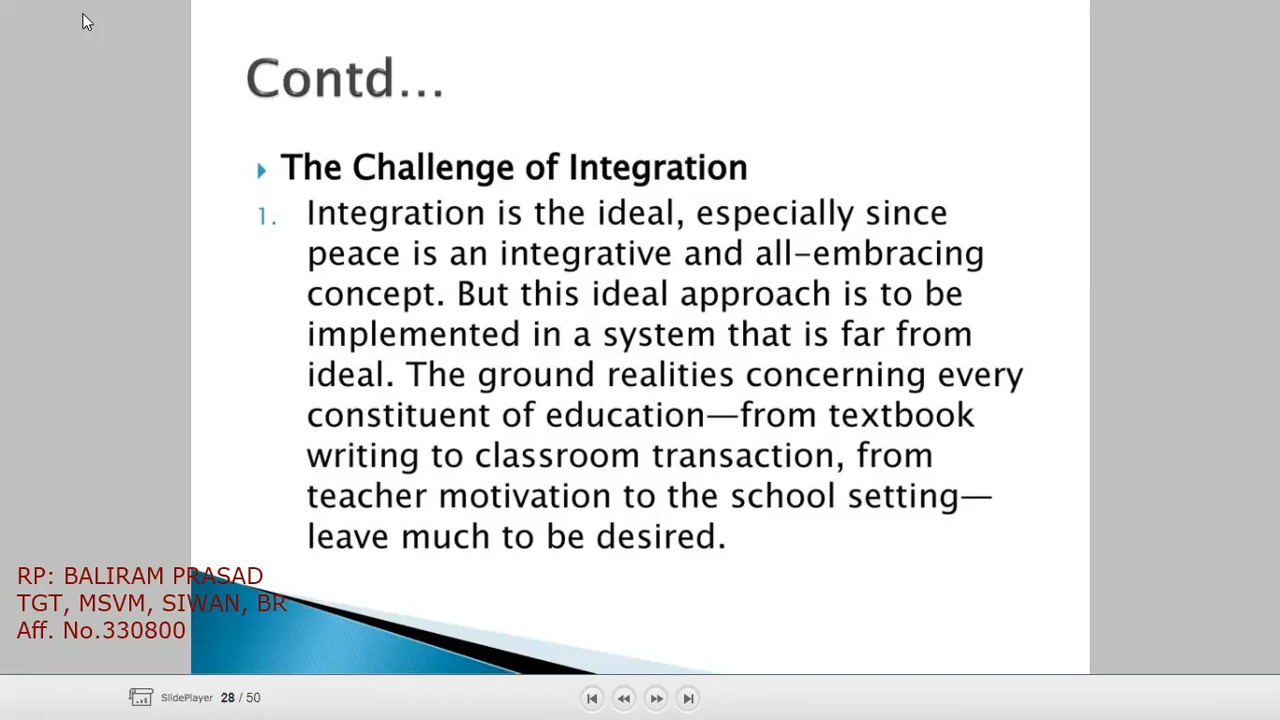 Contd...
The Challenge of Integration
1. Integration is the ideal, especially since
peace is an integrative and all-embracing
concept. But this ideal approach is to be
implemented in a system that is far from
ideal. The ground realities concerning every
constituent of education—from textbook
writing to classroom transaction, from
teacher motivation to the school setting—
leave much to be desired.
RP: BALIRAM PRASAD
TGT, MSVM, SIWAN, BR
Aff. No.330800
SlidePlayer 28 / 50